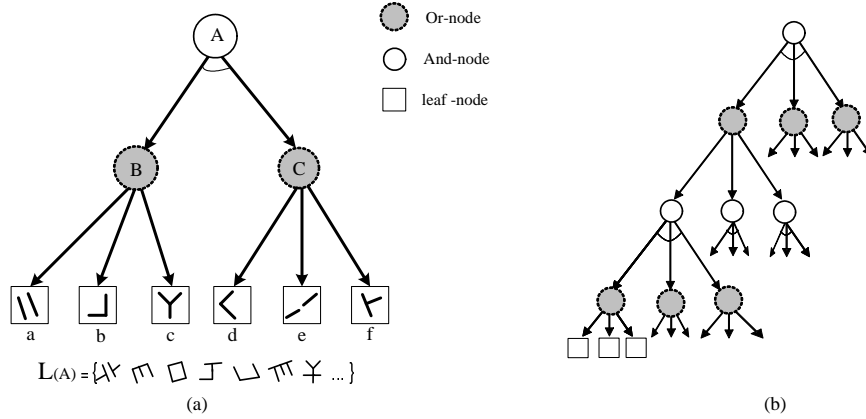 A
Or-node
And-node
leaf -node
B
C
a b c d e f
L(A) = { ... }
(a)
(b)